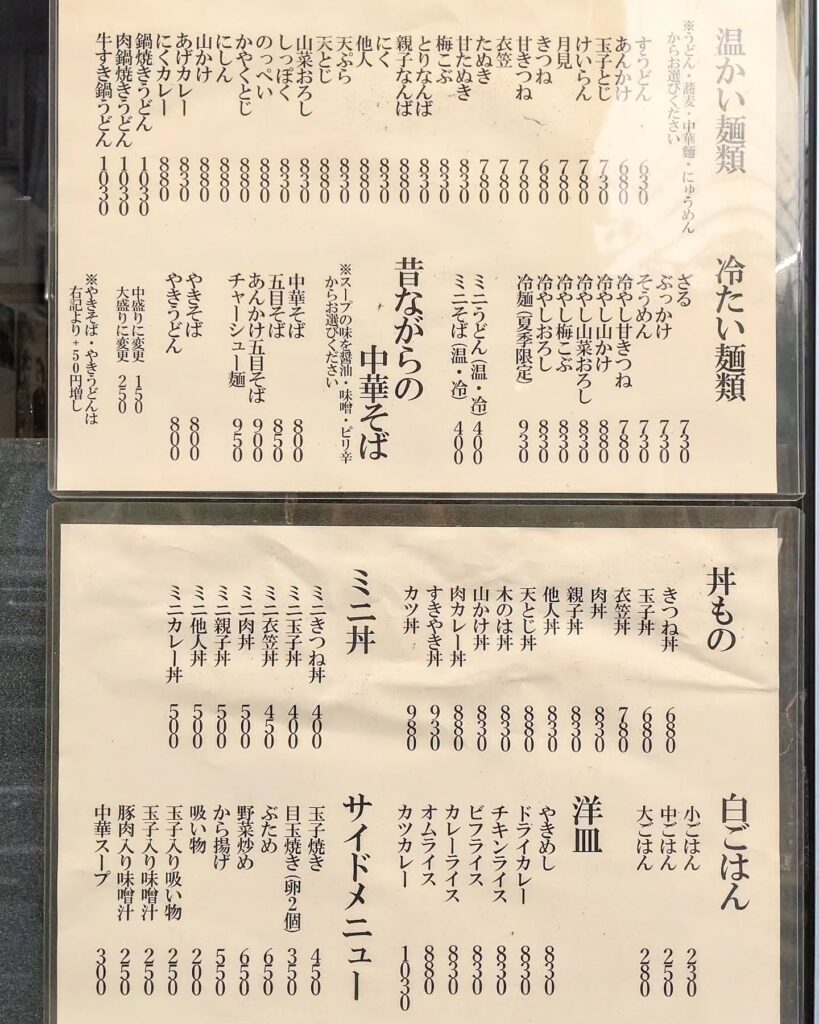 温かい麺類
※うどん・蕎麦・中華麺・にゅうめん
からお選びください
すうどん 630
あんかけ 680
玉子とじ 730
けいらん 780
月見 780
きつね 680
甘きつね 780
衣笠 780
たぬき 780
甘たぬき 830
梅こぶ 830
とりなんば 830
親子なんば 880
にく 830
他人 830
天ぷら 880
天とじ 880
山菜おろし 830
しっぽく 830
のっぺい 880
かやくとじ 880
にしん 880
山かけ 880
あげカレー 830
にくカレー 880
鍋焼きうどん 1030
肉鍋焼きうどん 1030
牛すき鍋うどん 1030
冷たい麺類
ざる 730
ぶっかけ 730
そうめん 730
冷やし甘きつね 780
冷やし山かけ 880
冷やし山菜おろし 830
冷やし梅こぶ 830
冷やしおろし 830
冷麺(夏季限定) 930
ミニうどん(温・冷) 400
ミニそば(温・冷) 400
昔ながらの
中華そば
※スープの味を醤油・味噌・ピリ辛
からお選びください
中華そば 800
五目そば 850
あんかけ五目そば 900
チャーシュー麺 950
やきそば 800
やきうどん 800
中盛りに変更 150
大盛りに変更 250
※やきそば・やきうどんは
右記より+50円増し
丼もの
きつね丼 680
玉子丼 680
衣笠丼 780
肉丼 830
親子丼 830
他人丼 830
天とじ丼 880
木のは丼 830
山かけ丼 830
肉カレー丼 880
すきやき丼 930
カツ丼 980
ミニ丼
ミニきつね丼 400
ミニ玉子丼 400
ミニ衣笠丼 450
ミニ肉丼 500
ミニ親子丼 500
ミニ他人丼 500
ミニカレー丼 500
白ごはん
小ごはん 230
中ごはん 250
大ごはん 280
洋皿
やきめし 830
ドライカレー 830
チキンライス 830
ビフライス 830
カレーライス 830
オムライス 880
カツカレー 1030
サイドメニュー
玉子焼き 450
目玉焼き(卵2個) 350
ぶため 650
野菜炒め 650
から揚げ 550
吸い物 200
玉子入り吸い物 250
玉子入り味噌汁 250
豚肉入り味噌汁 250
中華スープ 300